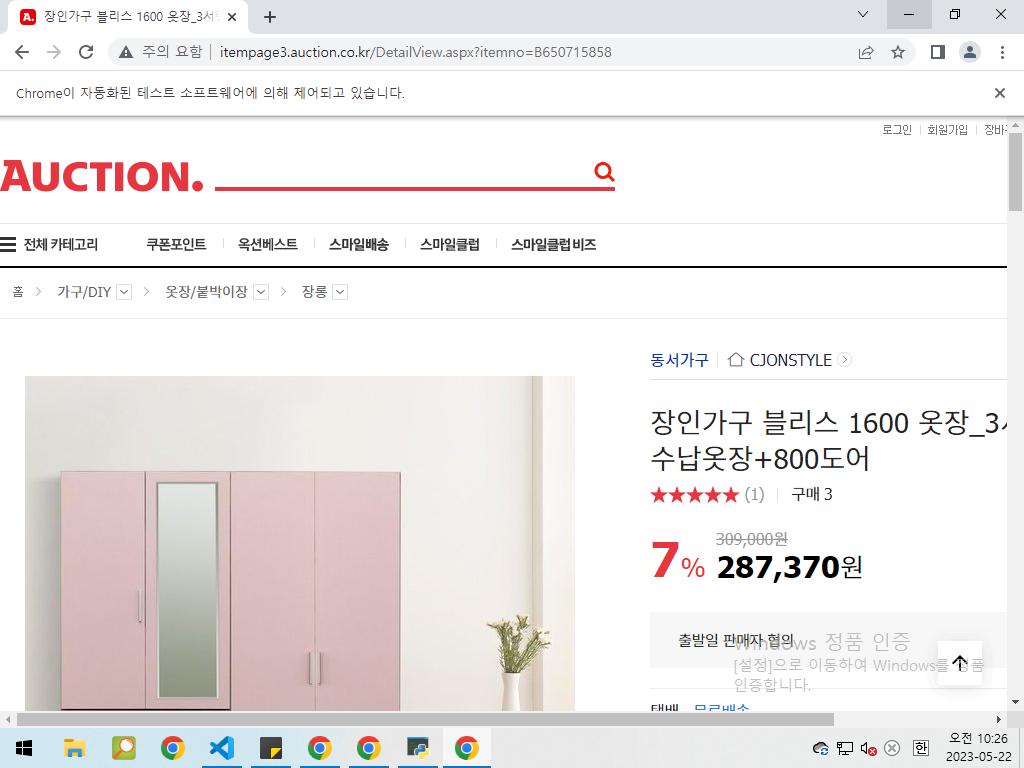 장인가구 블리스 1600 옷장_3서
주의 요함
itempage3.auction.co.kr/DetailView.aspx?itemno=B650715858
Chrome이 자동화된 테스트 소프트웨어에 의해 제어되고 있습니다.
로그인 회원가입
AUCTION.
전체 카테고리 쿠폰포인트 옥션베스트 스마일배송 스마일클럽 스마일클럽 비즈
홈 가구/DIY 옷장/붙박이장 장롱
동서가구 CJONSTYLE
장인가구 블리스 1600 옷장_3서
수납옷장+800도어
(1) 구매 3
309,000원
7% 287,370원
출발일 판매자 협의
Windows 정품 인증
[설정]으로 이동하여 Windows를 정품
인증합니다.
택배 무료배송
한
오전 10:26
2023-05-22